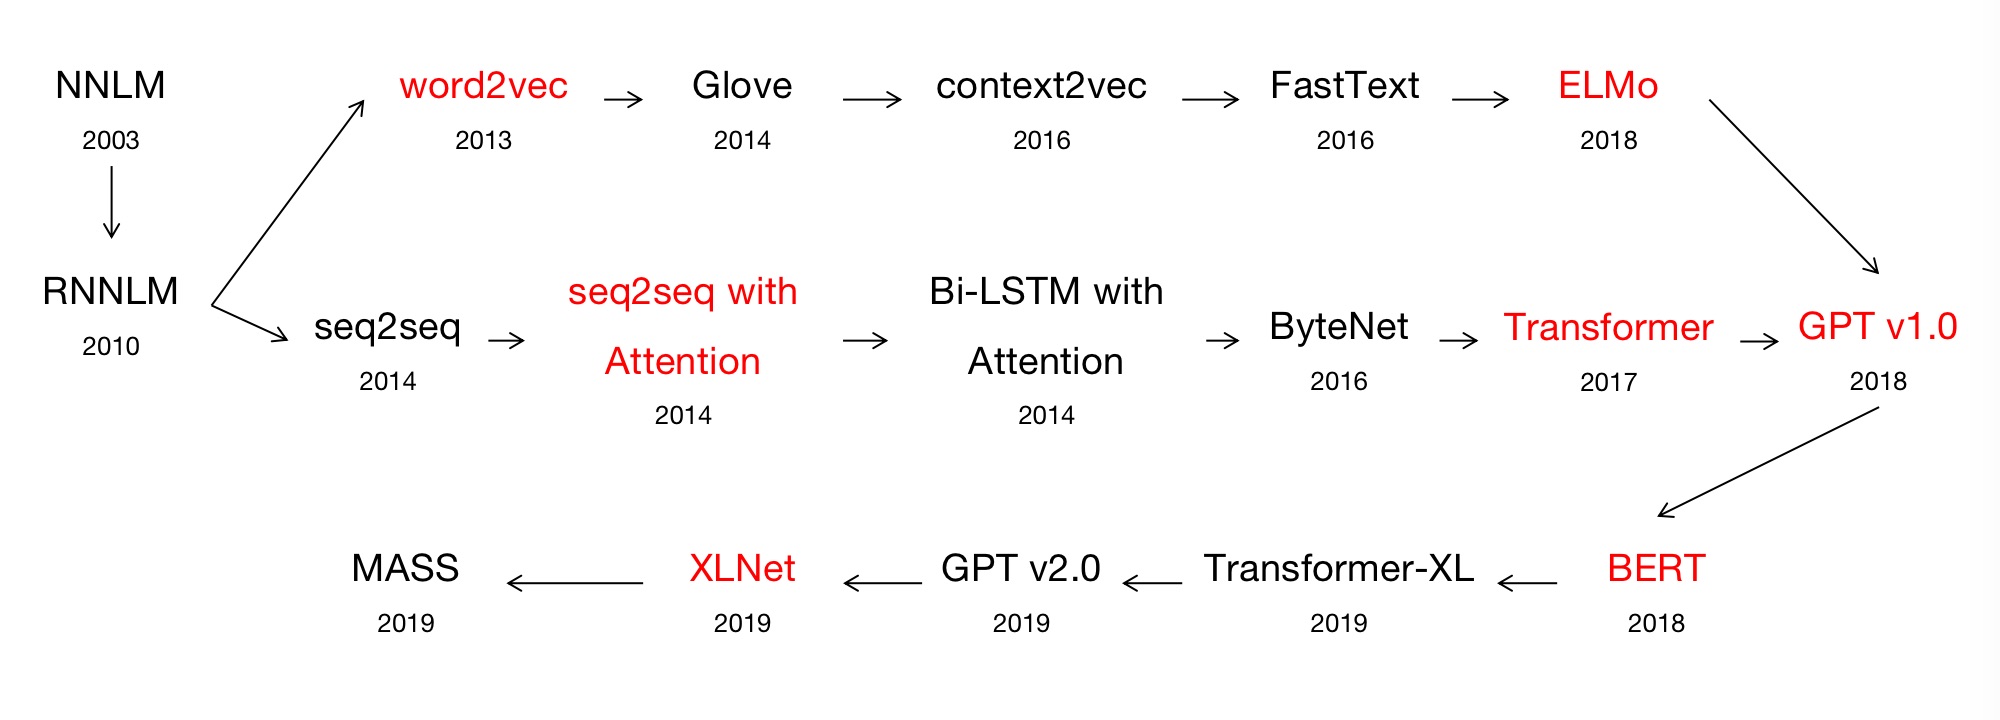 NNLM
2003
RNNLM
2010
word2vec
2013
Glove
2014
context2vec
2016
FastText
2016
ELMo
2018
seq2seq
2014
seq2seq with
Attention
2014
Bi-LSTM with
Attention
2014
ByteNet
2016
Transformer
2017
GPT v1.0
2018
BERT
2018
Transformer-XL
2019
GPT v2.0
2019
XLNet
2019
MASS
2019